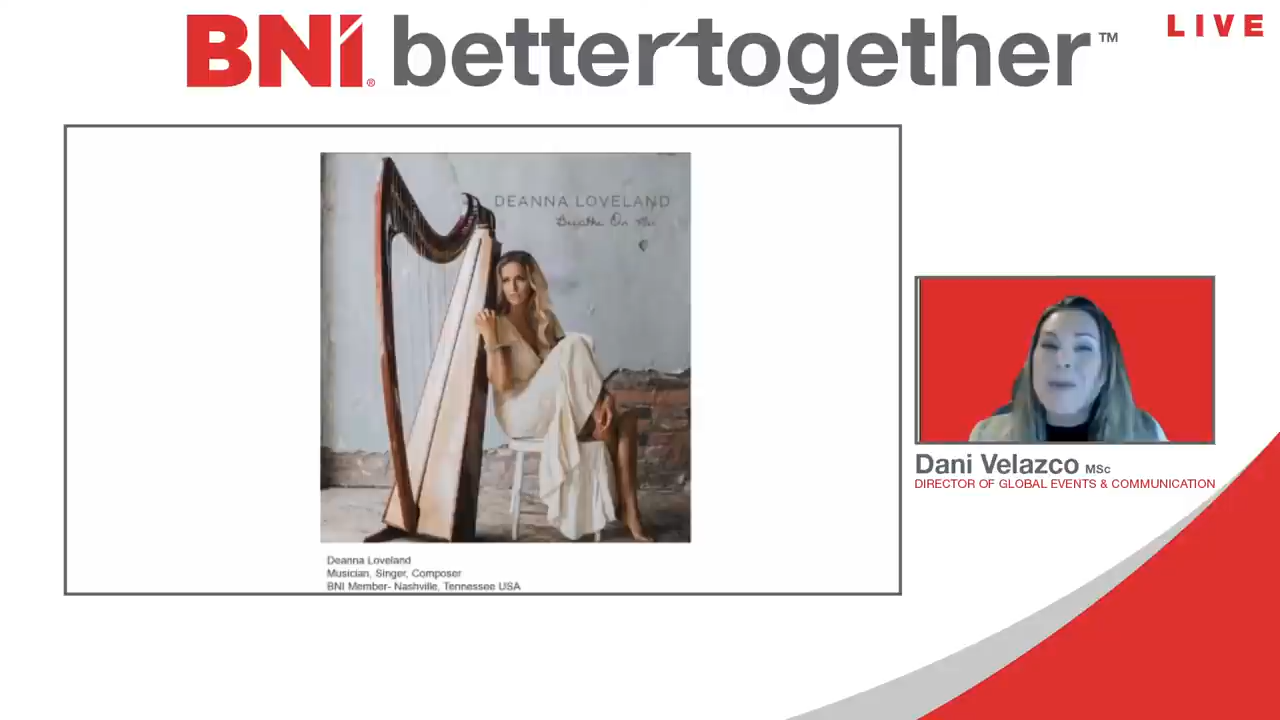 BNI® bettertogether™
LIVE
DEANNA LOVELAND
Breathe On Me
Deanna Loveland
Musician, Singer, Composer
BNI Member- Nashville, Tennessee USA
Dani Velazco MSc
DIRECTOR OF GLOBAL EVENTS & COMMUNICATION